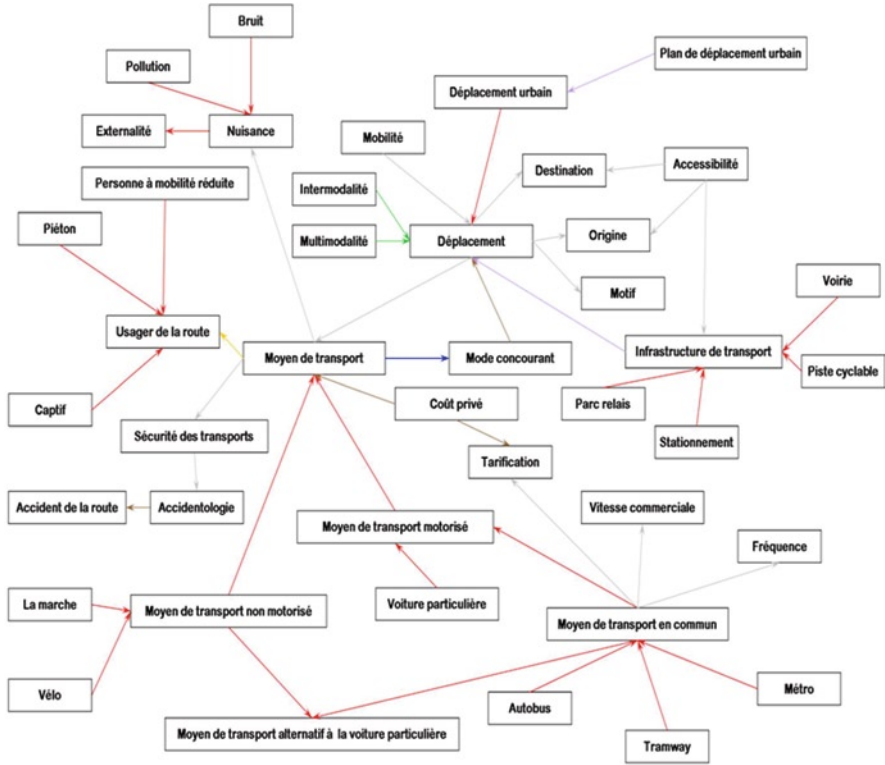 Bruit
Pollution
Plan de déplacement urbain
Déplacement urbain
Externalité
Nuisance
Mobilité
Destination
Accessibilité
Personne à mobilité réduite
Intermodalité
Piéton
Multimodalité
Déplacement
Origine
Voirie
Motif
Usager de la route
Moyen de transport
Mode concourant
Infrastructure de transport
Piste cyclable
Captif
Coût privé
Parc relais
Sécurité des transports
Stationnement
Tarification
Accident de la route
Accidentologie
Vitesse commerciale
Moyen de transport motorisé
Fréquence
La marche
Moyen de transport non motorisé
Voiture particulière
Moyen de transport en commun
Vélo
Métro
Autobus
Moyen de transport alternatif à la voiture particulière
Tramway